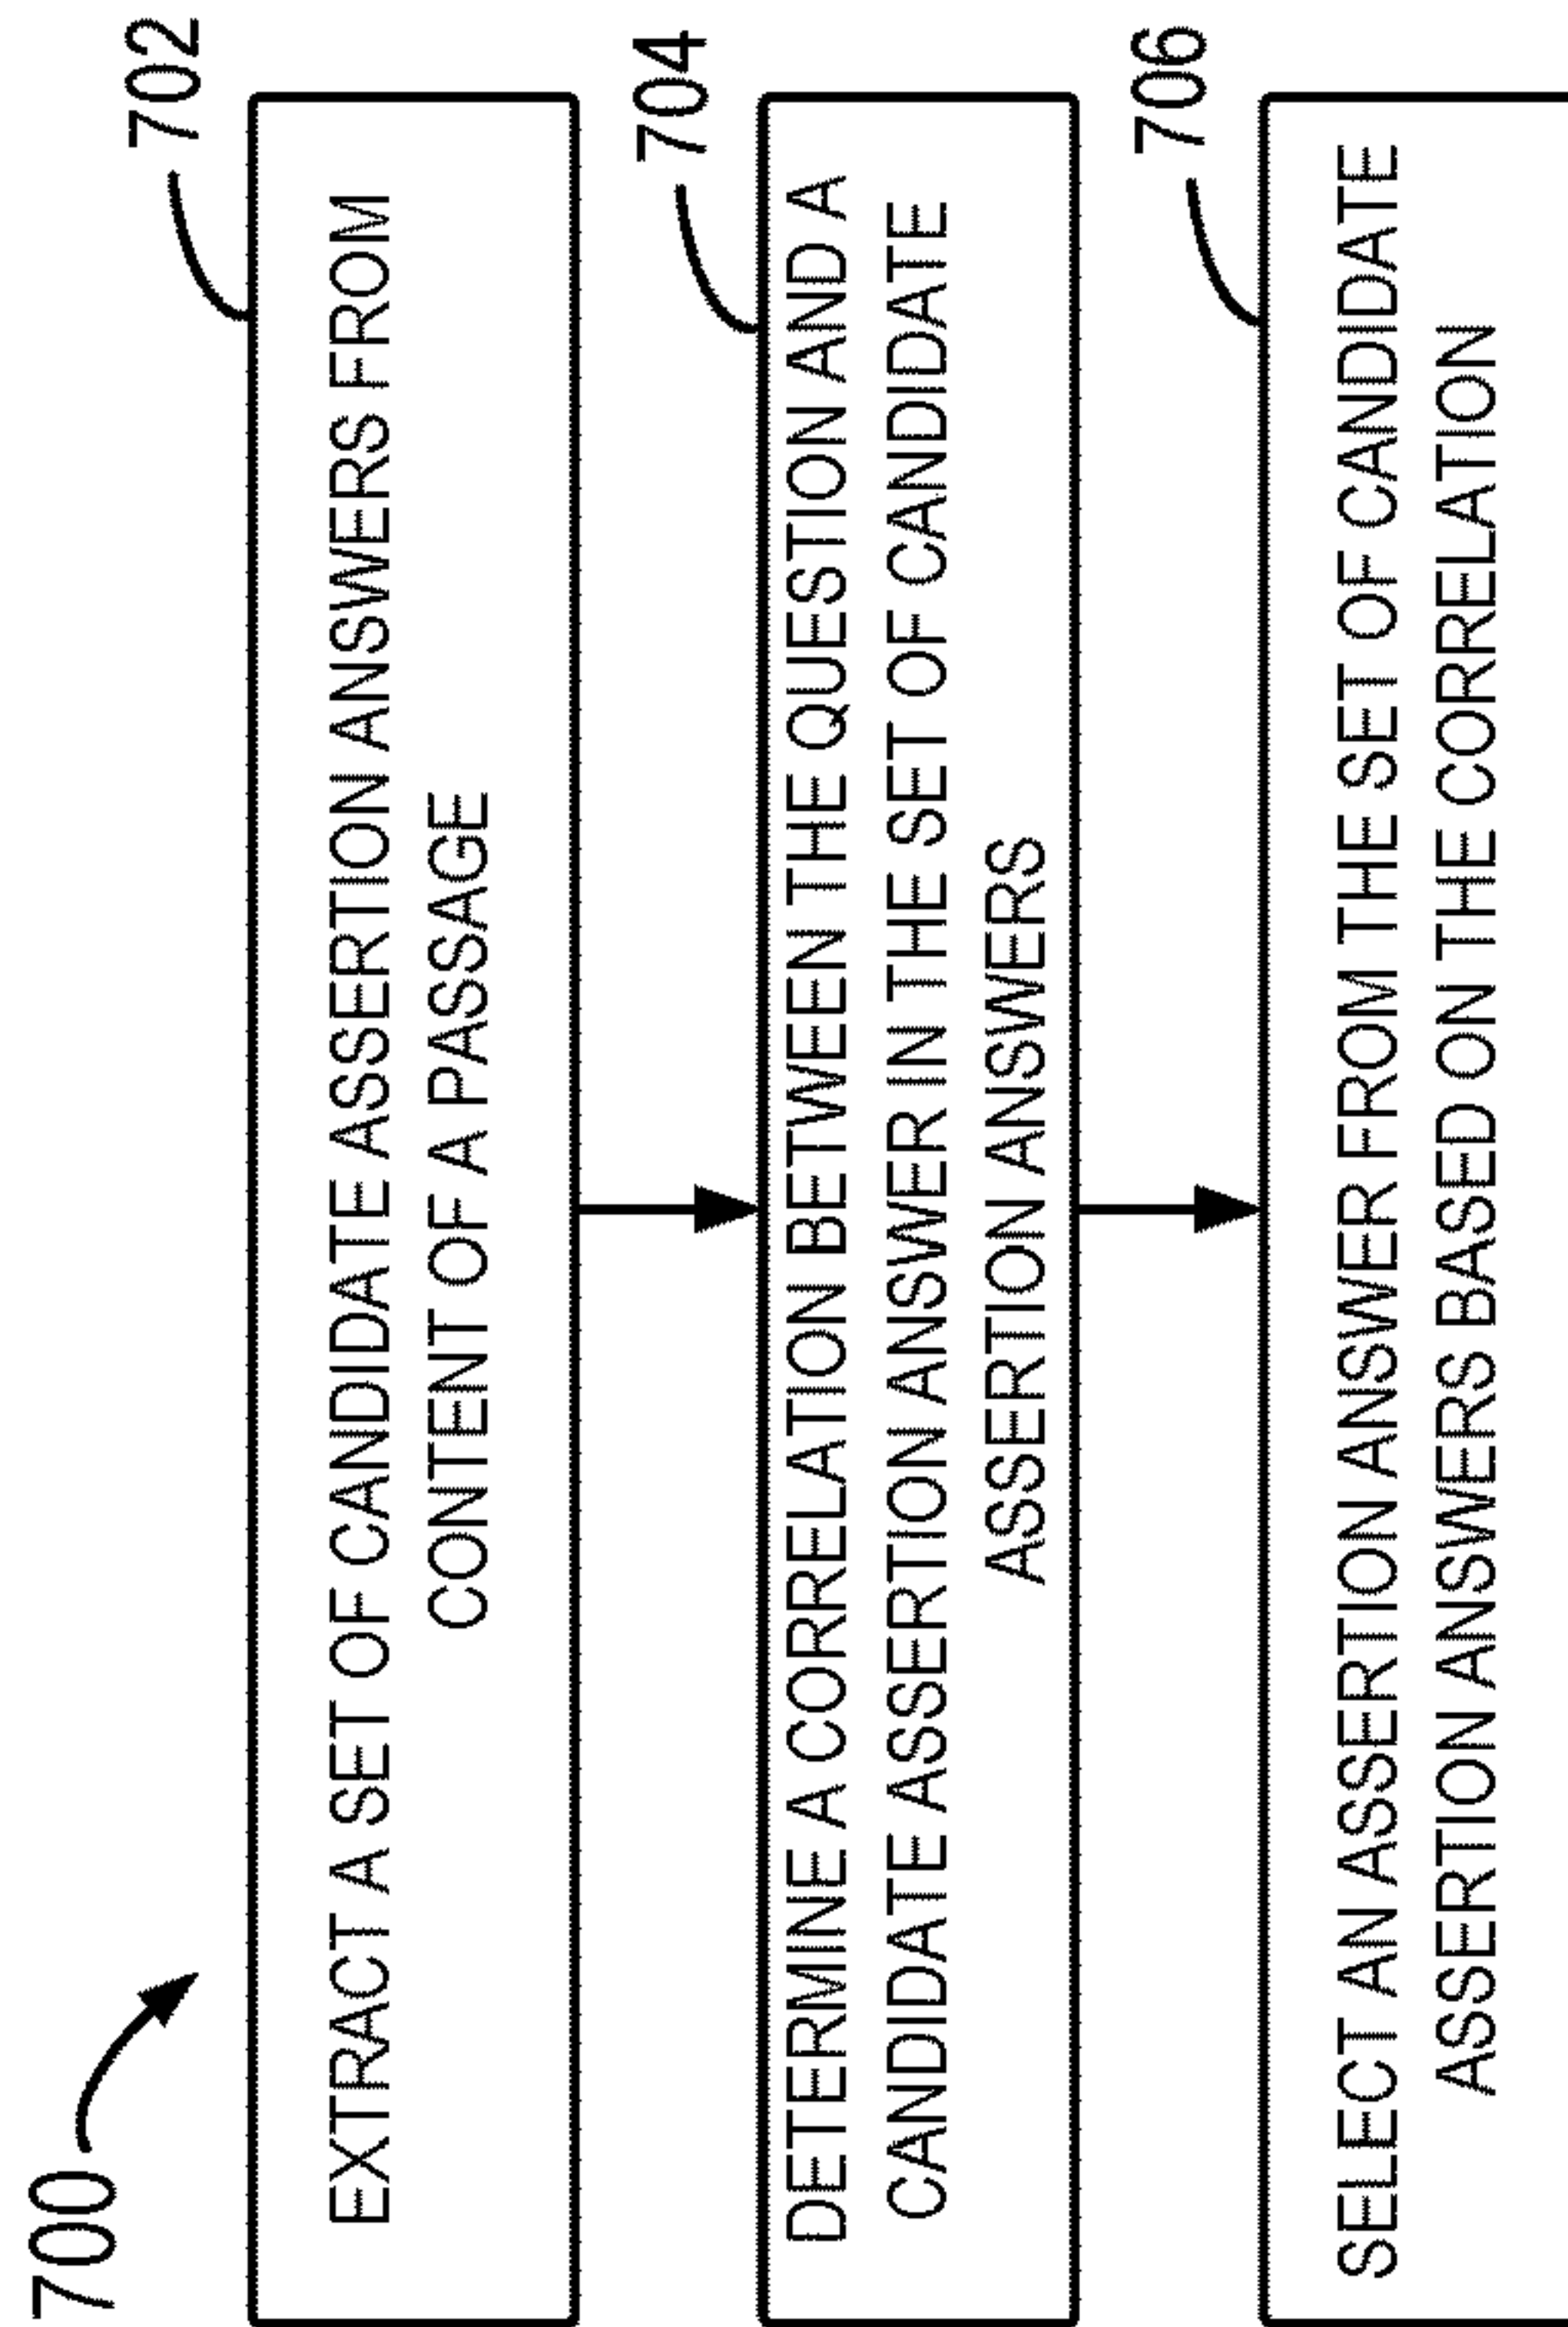 700
702
EXTRACT A SET OF CANDIDATE ASSERTION ANSWERS FROM
CONTENT OF A PASSAGE
704
DETERMINE A CORRELATION BETWEEN THE QUESTION AND A
CANDIDATE ASSERTION ANSWER IN THE SET OF CANDIDATE
ASSERTION ANSWERS
706
SELECT AN ASSERTION ANSWER FROM THE SET OF CANDIDATE
ASSERTION ANSWERS BASED ON THE CORRELATION